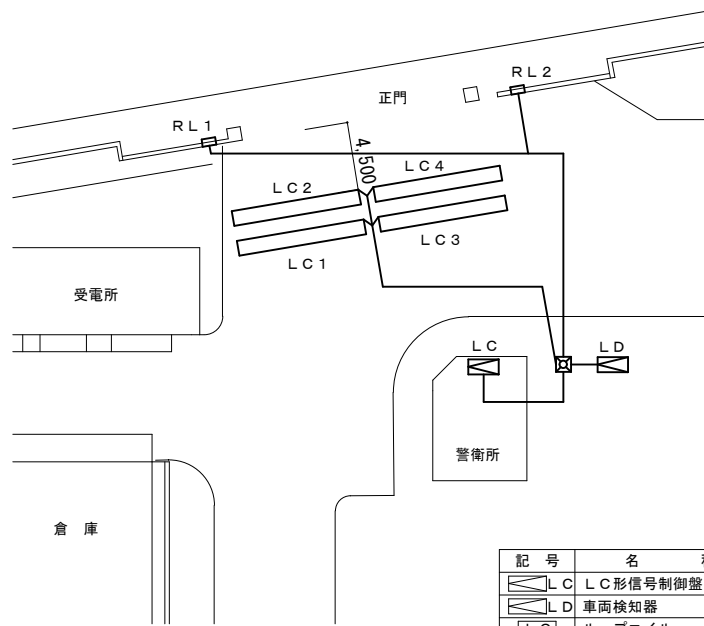 RL2
正門
RL1
4,500
LC4
LC2
LC3
LC1
受電所
LC
LD
警衛所
倉　庫
記　号　名
LC　LC形信号制御盤
LD　車両検知器